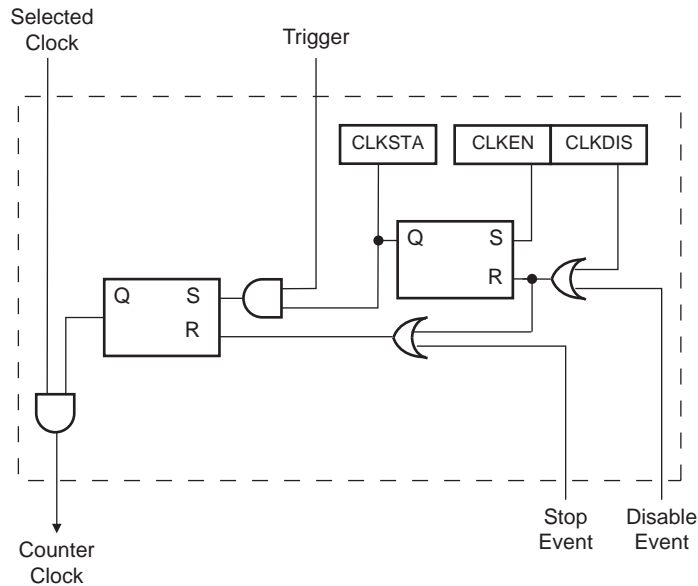 Selected
Clock
Trigger
CLKSTA
CLKEN
CLKDIS
Q
S
R
Q
S
R
Stop
Event
Disable
Event
Counter
Clock